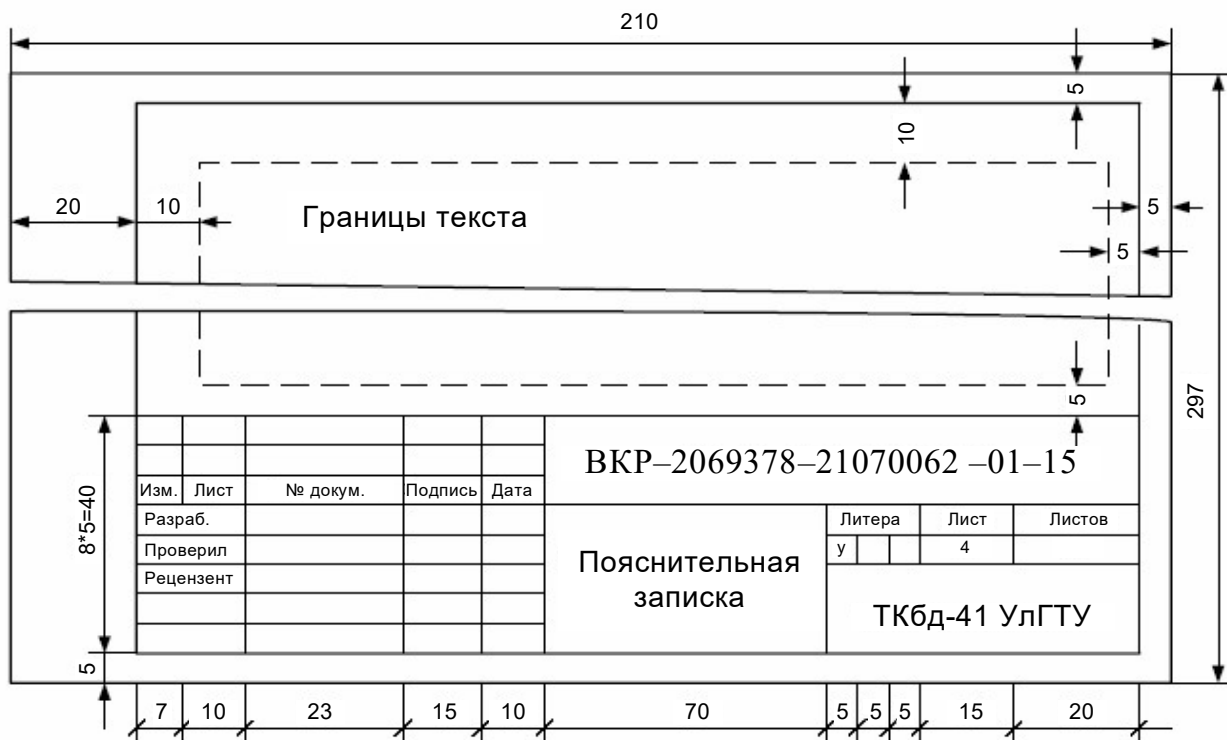 210
5
10
20
10
Границы текста
5
5
5
297
ВКР–2069378–21070062 –01–15
Изм. Лист № докум. Подпись Дата
8*5=40
Разраб.
Литера Лист Листов
Проверил
у 4
Пояснительная
записка
Рецензент
ТКбд-41 УлГТУ
5
7 10 23 15 10 70 5 5 5 15 20